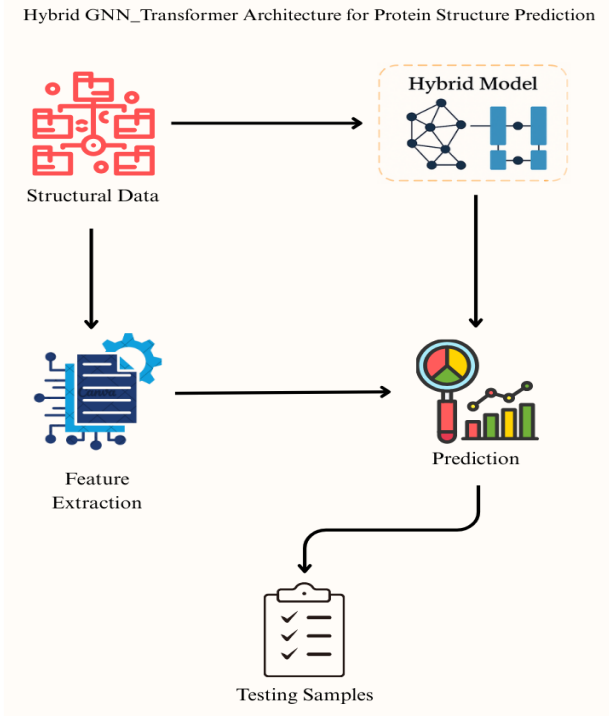 Hybrid GNN_Transformer Architecture for Protein Structure Prediction
Hybrid Model
Structural Data
Feature
Extraction
Prediction
Testing Samples